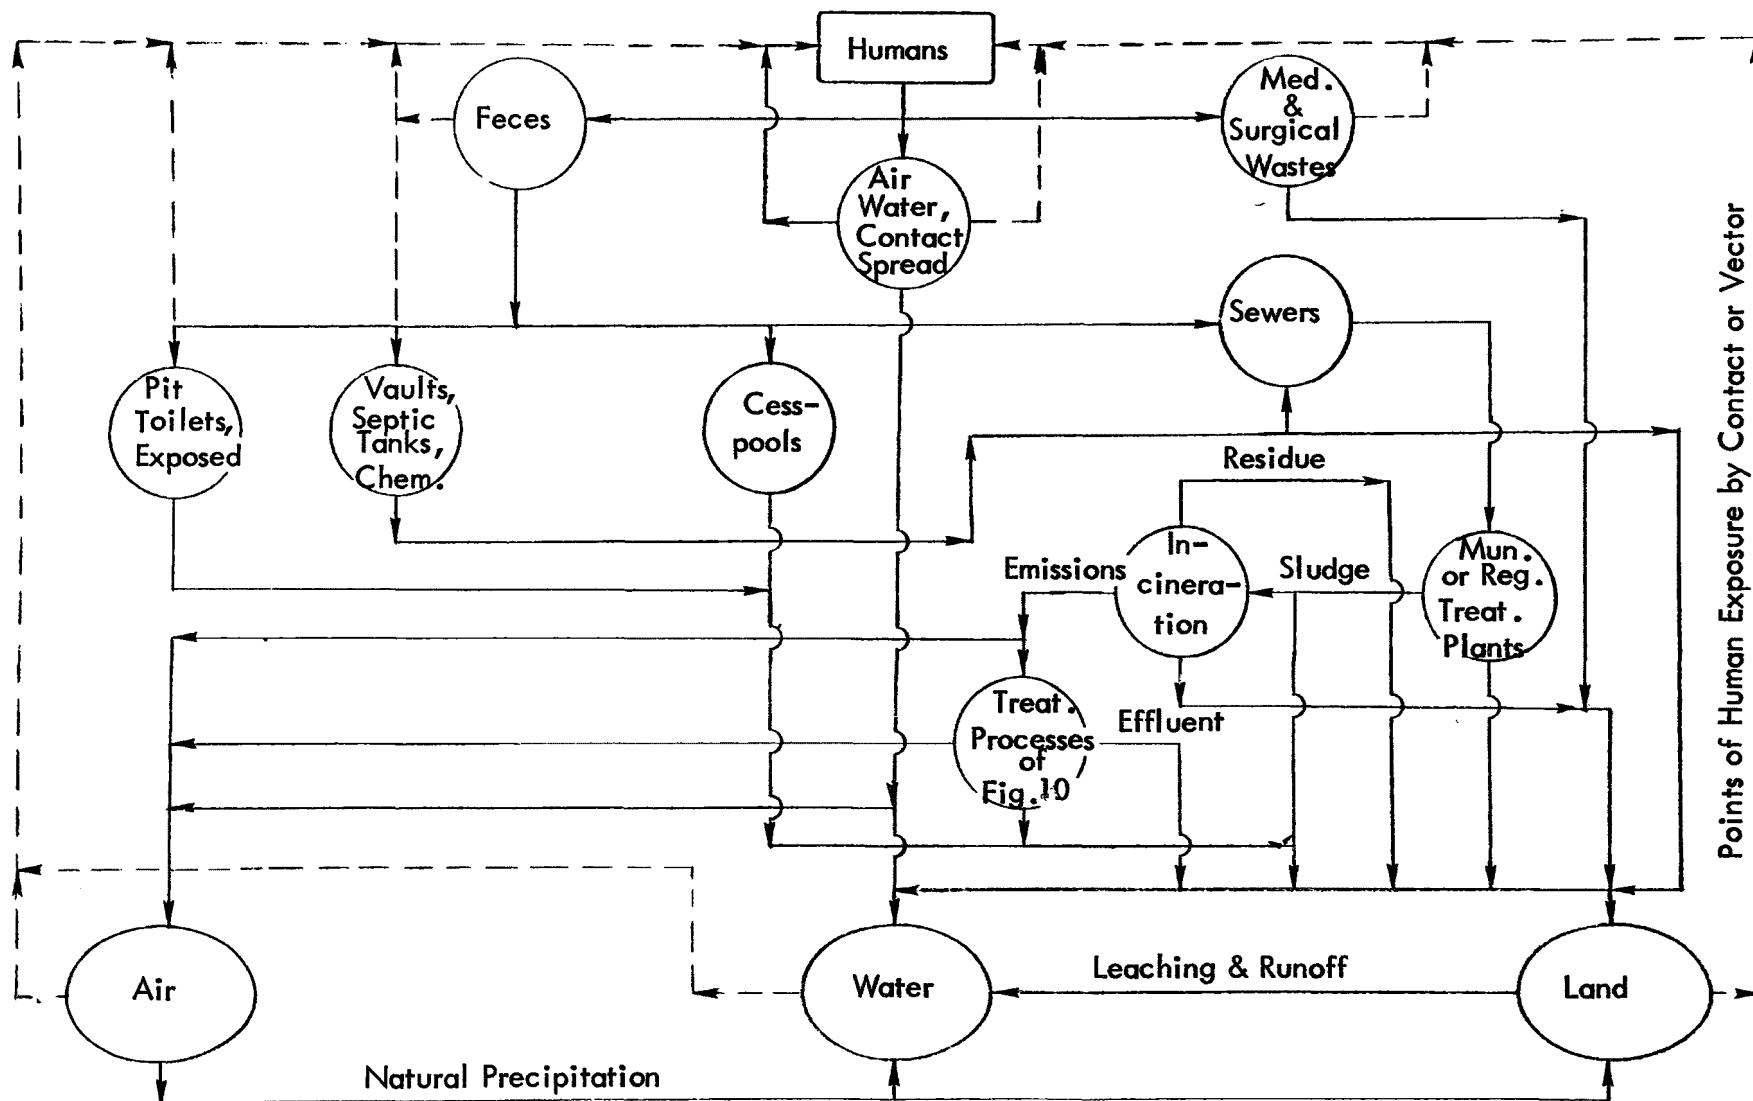 Humans
Feces
Med.
&
Surgical
Wastes
Air
Water,
Contact
Spread
Sewers
Pit
Toilets,
Exposed
Vaults,
Septic
Tanks,
Chem.
Cess-
pools
Residue
In-
cinera-
tion
Emissions
Sludge
Mun.
or Reg.
Treat.
Plants
Treat.
Processes
of
Fig.10
Effluent
Air
Water
Leaching & Runoff
Land
Natural Precipitation
Points of Human Exposure by Contact or Vector